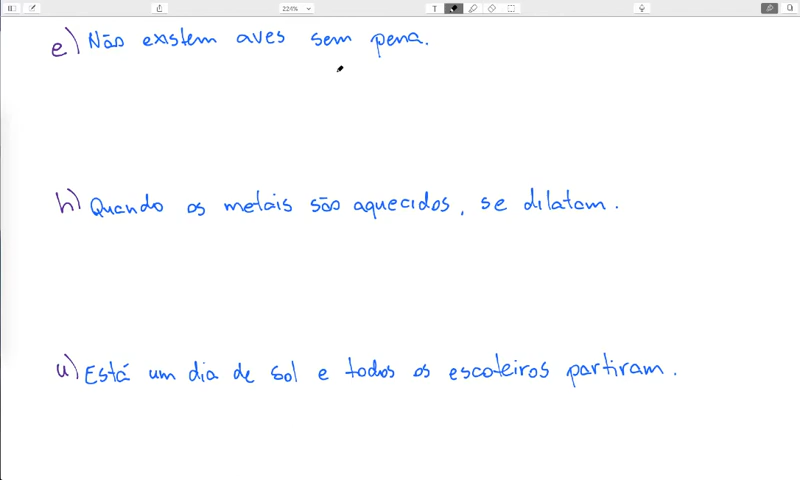 224%
T
e) Não existem aves sem pena.
h) Quando os metais são aquecidos, se dilatam.
u) Está um dia de sol e todos os escoteiros partiram.